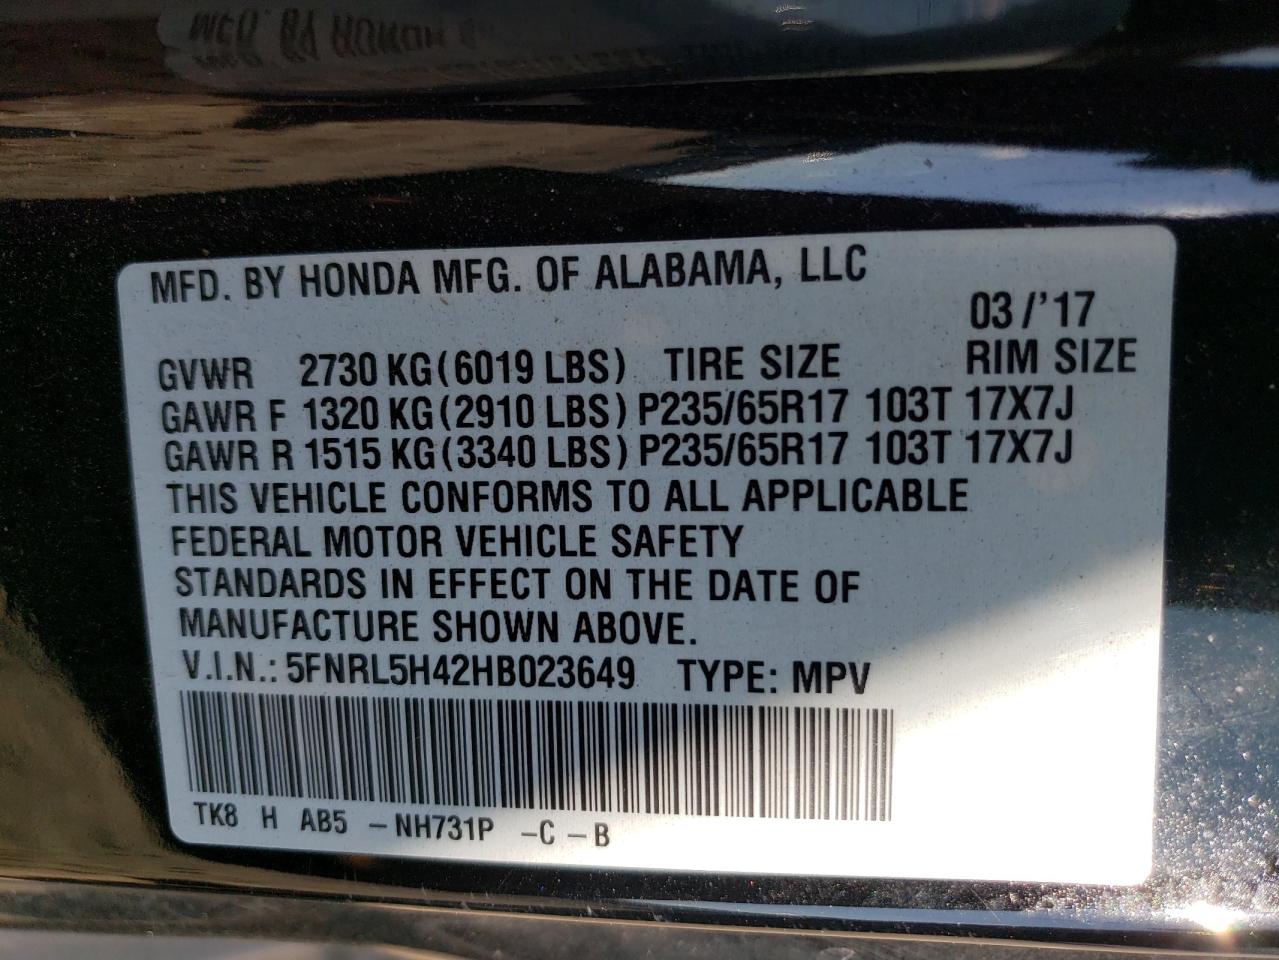 MFD. BY HONDA MFG. OF ALABAMA, LLC
03/'17
GVWR 2730 KG(6019 LBS) TIRE SIZE RIM SIZE
GAWR F 1320 KG(2910 LBS) P235/65R17 103T 17X7J
GAWR R 1515 KG(3340 LBS) P235/65R17 103T 17X7J
THIS VEHICLE CONFORMS TO ALL APPLICABLE
FEDERAL MOTOR VEHICLE SAFETY
STANDARDS IN EFFECT ON THE DATE OF
MANUFACTURE SHOWN ABOVE.
V.I.N.: 5FNRL5H42HB023649 TYPE: MPV
TK8 H AB5 -NH731P -C-B